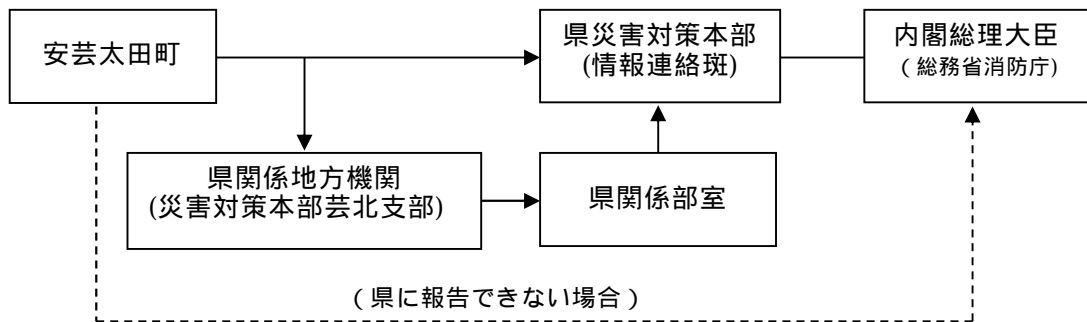 安芸太田町
県災害対策本部
(情報連絡斑)
内閣総理大臣
(総務省消防庁)
県関係地方機関
(災害対策本部芸北支部)
県関係部室
(県に報告できない場合)